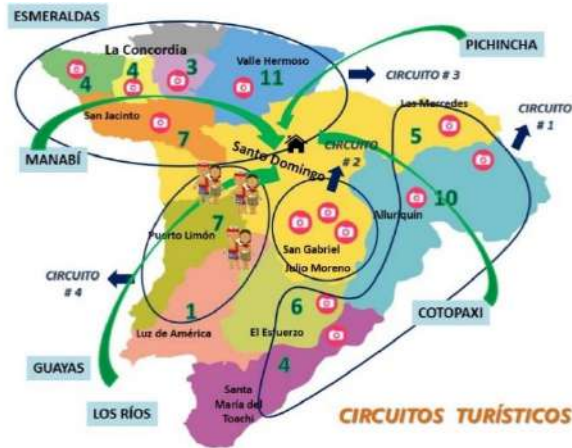 ESMERALDAS
La Concordia
PICHINCHA
4
4
3
Valle Hermoso
11
CIRCUITO # 3
San Jacinto
7
Las Mercedes
5
CIRCUITO
# 1
MANABÍ
Santo Domingo
CIRCUITO
# 2
Alluriquín
10
Puerto Limón
7
San Gabriel
Julio Moreno
CIRCUITO
# 4
1
Luz de América
6
El Esfuerzo
COTOPAXI
4
GUAYAS
Santa
María del
Toachi
LOS RÍOS
CIRCUITOS TURÍSTICOS